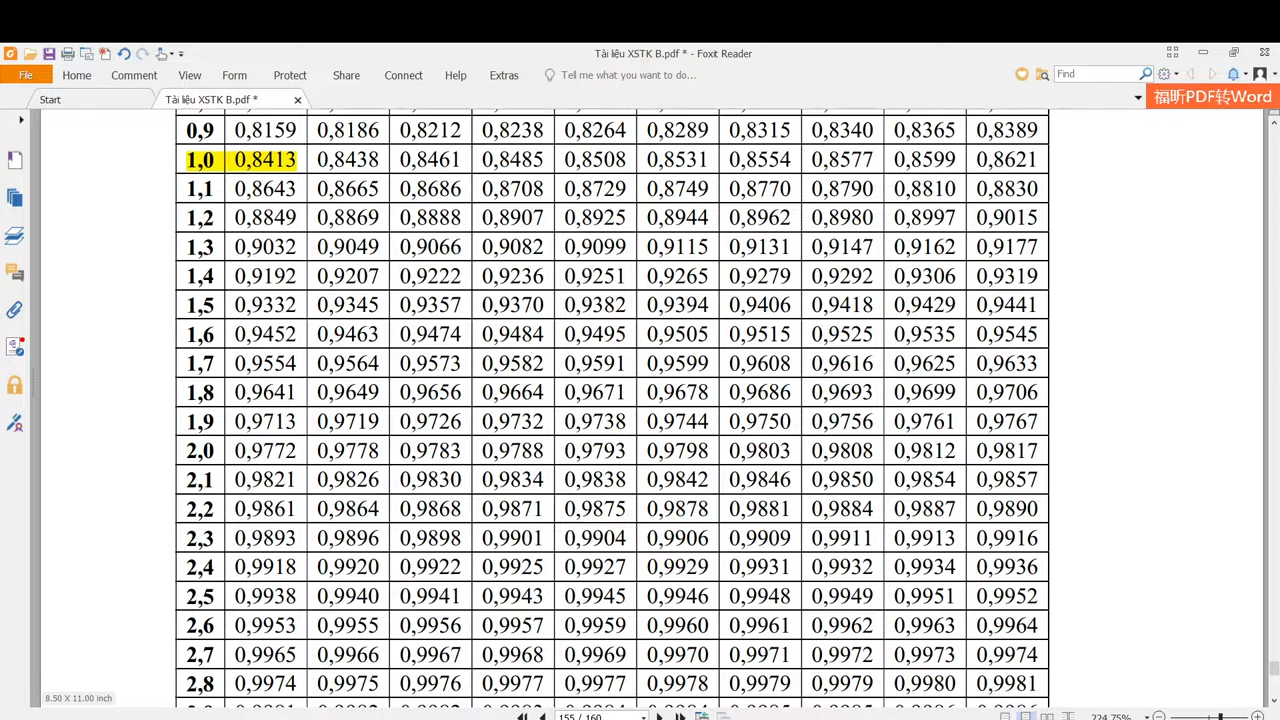 Tài liệu XSTK B.pdf * - Foxit Reader
File Home Comment View Form Protect Share Connect Help Extras Tell me what you want to do... Find
Start Tài liệu XSTK B.pdf *
福昕PDF转Word
0,9 0,8159 0,8186 0,8212 0,8238 0,8264 0,8289 0,8315 0,8340 0,8365 0,8389
1,0 0,8413 0,8438 0,8461 0,8485 0,8508 0,8531 0,8554 0,8577 0,8599 0,8621
1,1 0,8643 0,8665 0,8686 0,8708 0,8729 0,8749 0,8770 0,8790 0,8810 0,8830
1,2 0,8849 0,8869 0,8888 0,8907 0,8925 0,8944 0,8962 0,8980 0,8997 0,9015
1,3 0,9032 0,9049 0,9066 0,9082 0,9099 0,9115 0,9131 0,9147 0,9162 0,9177
1,4 0,9192 0,9207 0,9222 0,9236 0,9251 0,9265 0,9279 0,9292 0,9306 0,9319
1,5 0,9332 0,9345 0,9357 0,9370 0,9382 0,9394 0,9406 0,9418 0,9429 0,9441
1,6 0,9452 0,9463 0,9474 0,9484 0,9495 0,9505 0,9515 0,9525 0,9535 0,9545
1,7 0,9554 0,9564 0,9573 0,9582 0,9591 0,9599 0,9608 0,9616 0,9625 0,9633
1,8 0,9641 0,9649 0,9656 0,9664 0,9671 0,9678 0,9686 0,9693 0,9699 0,9706
1,9 0,9713 0,9719 0,9726 0,9732 0,9738 0,9744 0,9750 0,9756 0,9761 0,9767
2,0 0,9772 0,9778 0,9783 0,9788 0,9793 0,9798 0,9803 0,9808 0,9812 0,9817
2,1 0,9821 0,9826 0,9830 0,9834 0,9838 0,9842 0,9846 0,9850 0,9854 0,9857
2,2 0,9861 0,9864 0,9868 0,9871 0,9875 0,9878 0,9881 0,9884 0,9887 0,9890
2,3 0,9893 0,9896 0,9898 0,9901 0,9904 0,9906 0,9909 0,9911 0,9913 0,9916
2,4 0,9918 0,9920 0,9922 0,9925 0,9927 0,9929 0,9931 0,9932 0,9934 0,9936
2,5 0,9938 0,9940 0,9941 0,9943 0,9945 0,9946 0,9948 0,9949 0,9951 0,9952
2,6 0,9953 0,9955 0,9956 0,9957 0,9959 0,9960 0,9961 0,9962 0,9963 0,9964
2,7 0,9965 0,9966 0,9967 0,9968 0,9969 0,9970 0,9971 0,9972 0,9973 0,9974
2,8 0,9974 0,9975 0,9976 0,9977 0,9977 0,9978 0,9979 0,9979 0,9980 0,9981
8.50 X 11.00 inch
155 / 160 224.75%